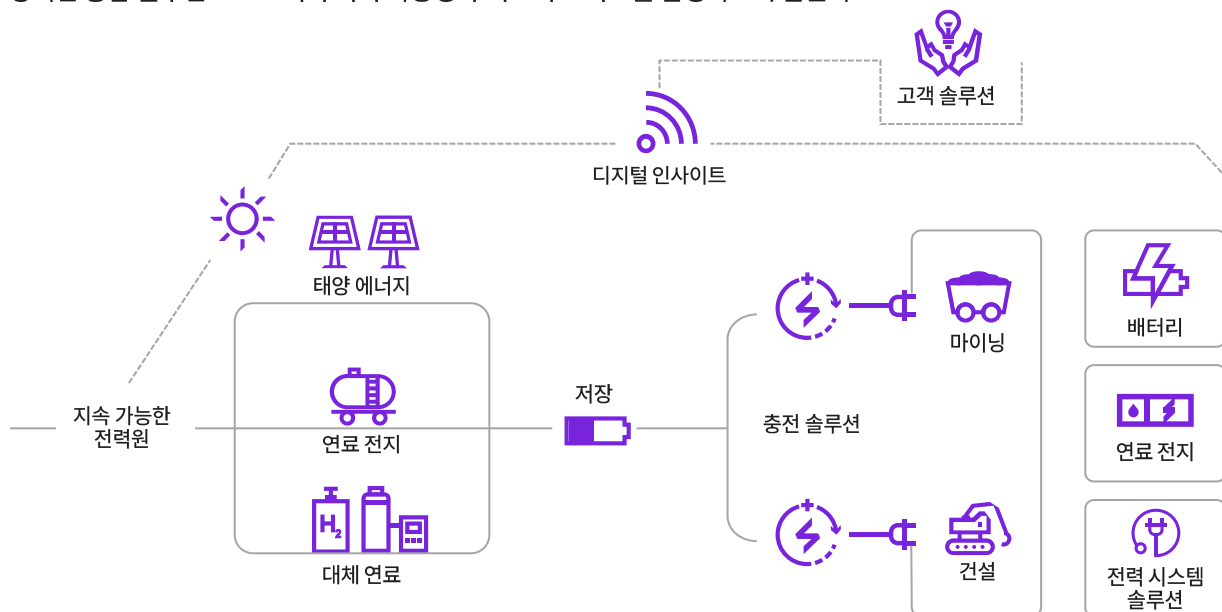 고객 솔루션
디지털 인사이트
태양 에너지
지속 가능한
전력원
연료 전지
H2
대체 연료
저장
충전 솔루션
마이닝
건설
배터리
연료 전지
전력 시스템
솔루션